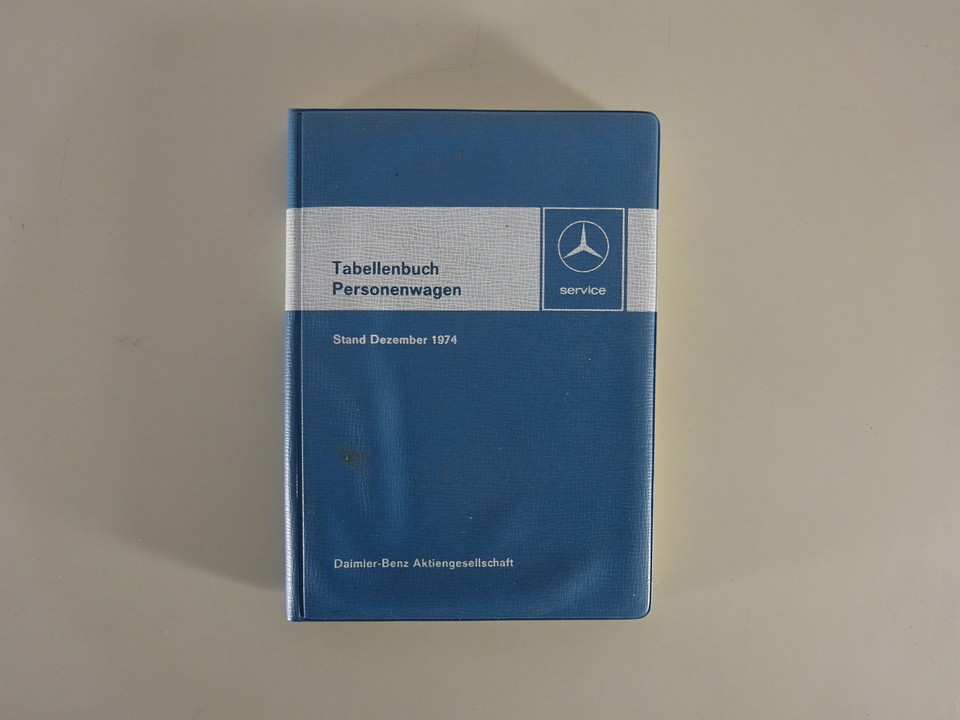 Tabellenbuch
Personenwagen
service
Stand Dezember 1974
Daimler-Benz Aktiengesellschaft